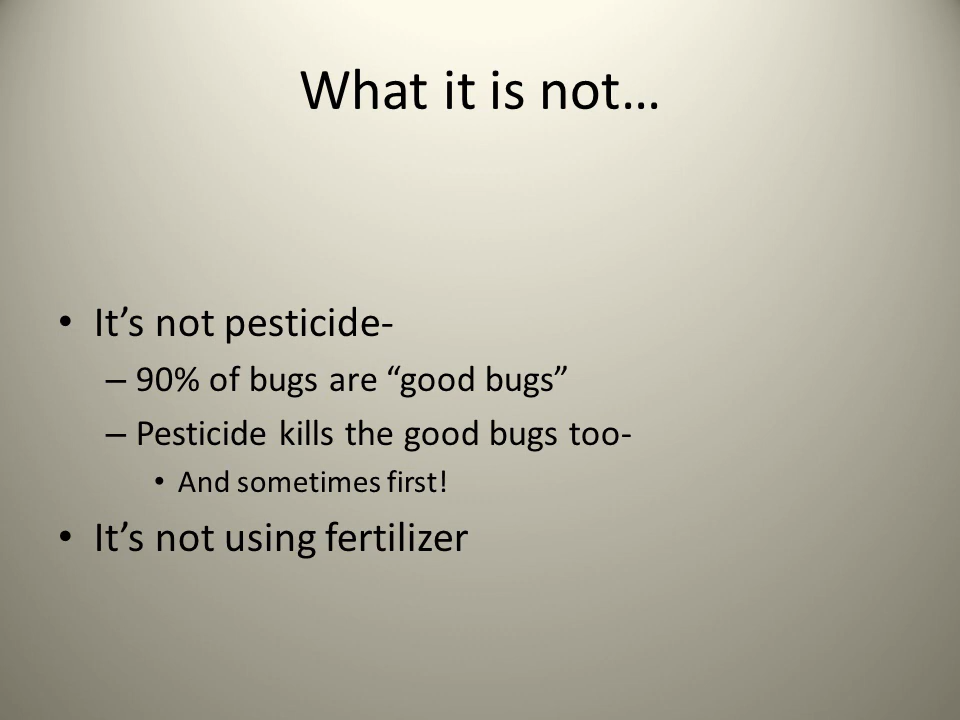 What it is not…
• It’s not pesticide-
– 90% of bugs are “good bugs”
– Pesticide kills the good bugs too-
• And sometimes first!
• It’s not using fertilizer